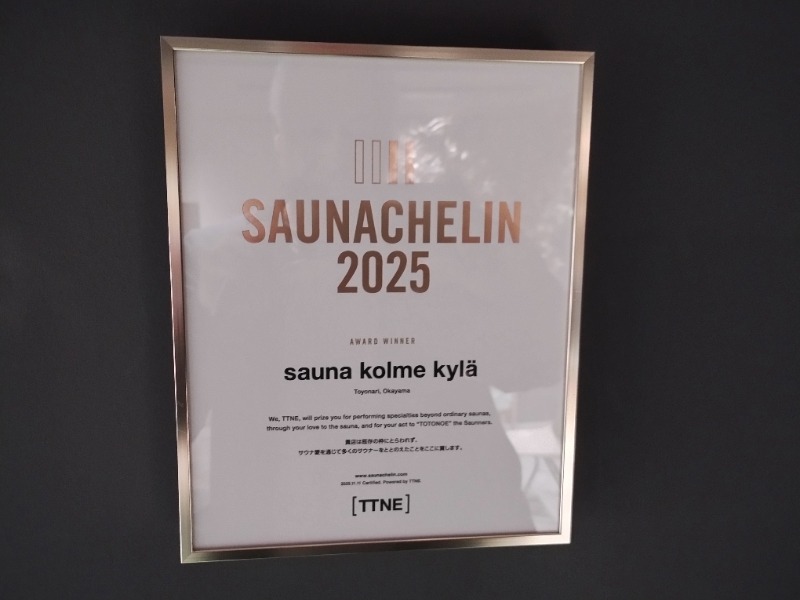 SAUNACHELIN
2025
AWARD WINNER
sauna kolme kylä
Toyonnari, Okayama
We, TTNE, will prize you for performing specialties beyond ordinary saunas,
through your love to the sauna, and for your act to "TOTONOE" the Saunners.
貴店は既存の枠にとらわれず、
サウナ愛を通じて多くのサウナーをととのえたことをここに賞します。
www.saunachelin.com
2025.11.11 Certified. Powered by TTNE
[TTNE]